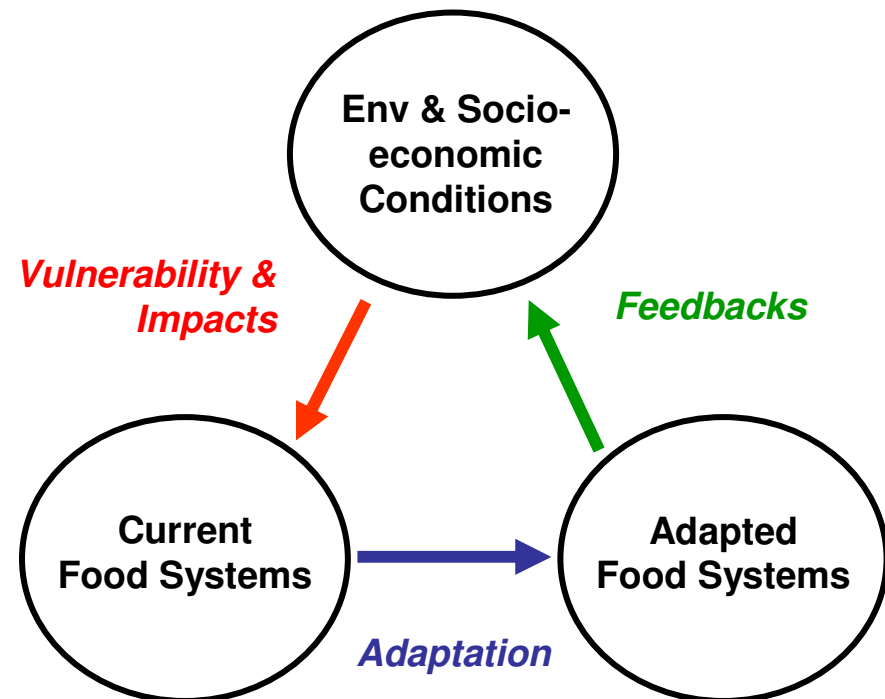 Env & Socio-
economic
Conditions
Vulnerability &
Impacts
Feedbacks
Current
Food Systems
Adapted
Food Systems
Adaptation